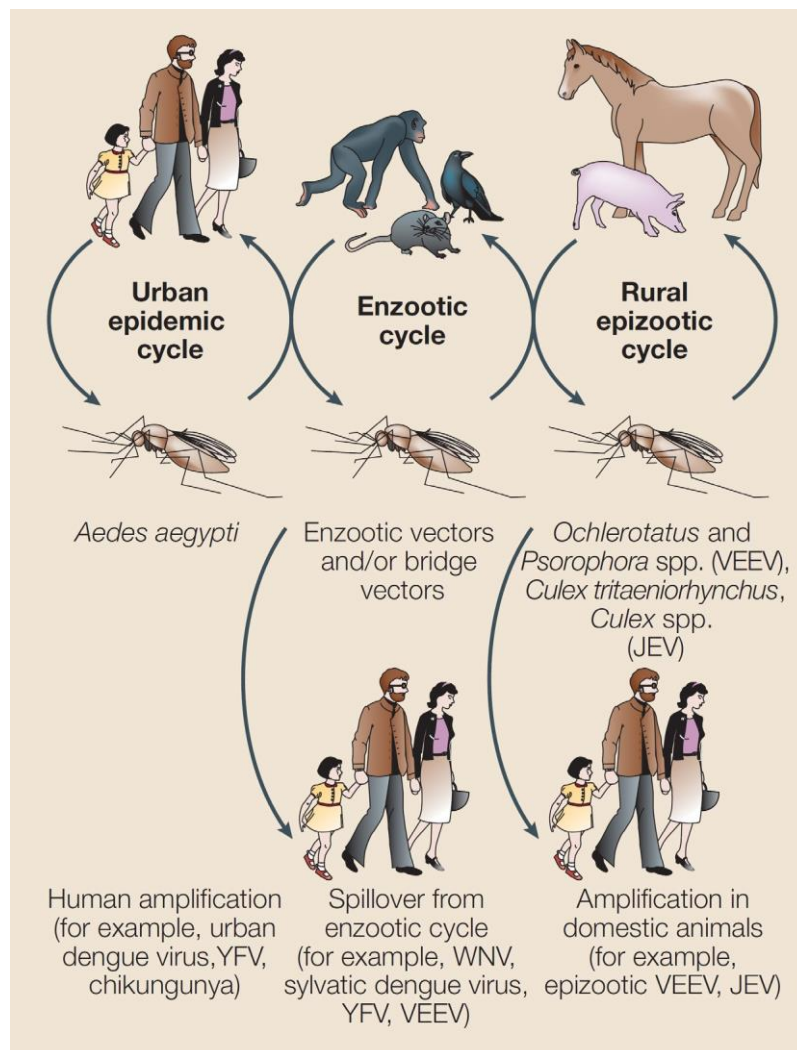 Urban
epidemic
cycle
Enzootic
cycle
Rural
epizootic
cycle
Aedes aegypti
Enzootic vectors
and/or bridge
vectors
Ochlerotatus and
Psorophora spp. (VEEV),
Culex tritaeniorhynchus,
Culex spp.
(JEV)
Human amplification
(for example, urban
dengue virus,YFV,
chikungunya)
Spillover from
enzootic cycle
(for example, WNV,
sylvatic dengue virus,
YFV, VEEV)
Amplification in
domestic animals
(for example,
epizootic VEEV, JEV)